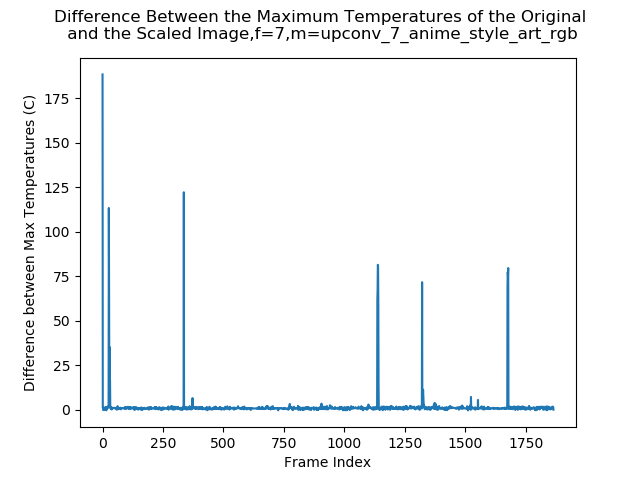 Difference Between the Maximum Temperatures of the Original
and the Scaled Image,f=7,m=upconv_7_anime_style_art_rgb
Difference between Max Temperatures (C)
175
150
125
100
75
50
25
0
0 250 500 750 1000 1250 1500 1750
Frame Index